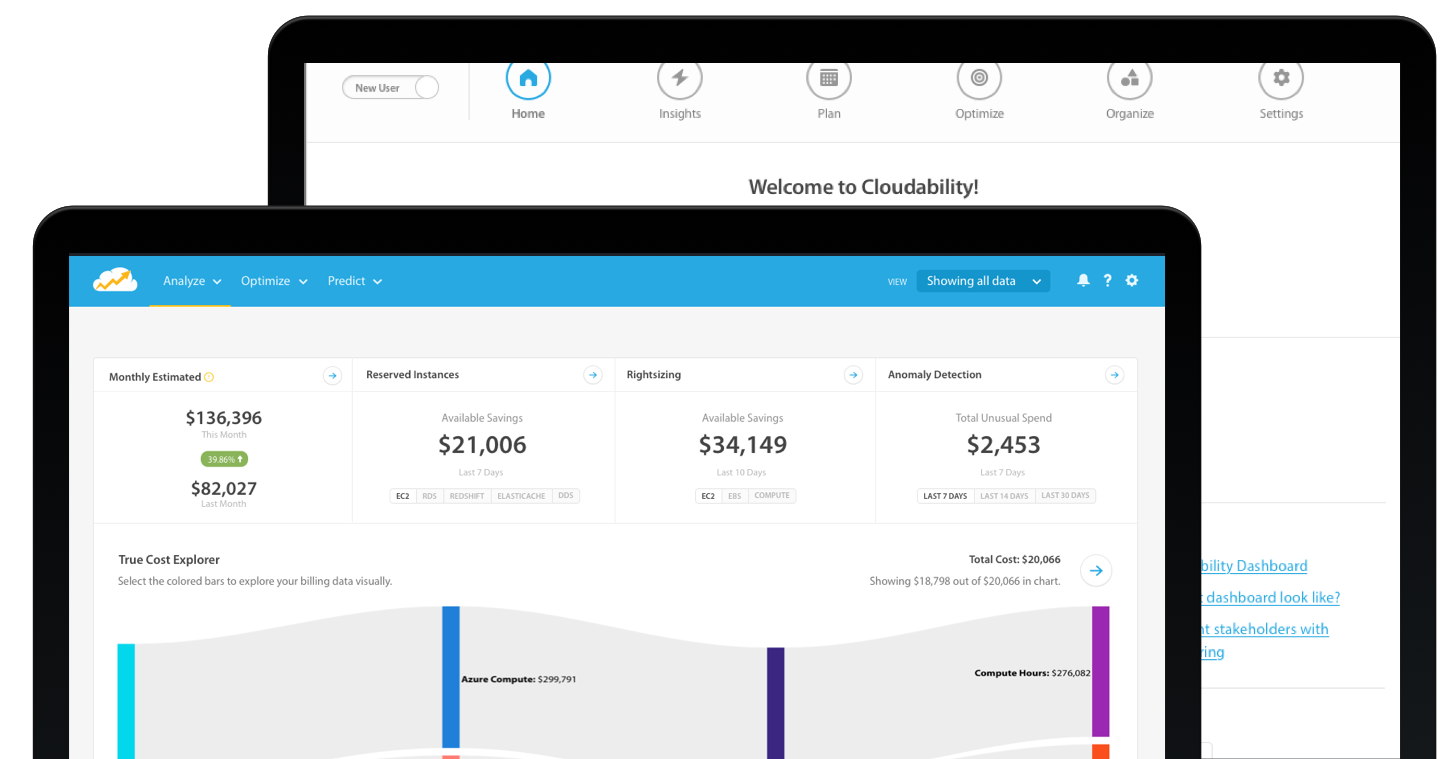 New User
Home
Insights
Plan
Optimize
Organize
Settings
Welcome to Cloudability!
Analyze
Optimize
Predict
VIEW
Showing all data
?
Monthly Estimated
Reserved Instances
Rightsizing
Anomaly Detection
$136,396
This Month
39.86%
$82,027
Last Month
Available Savings
$21,006
Last 7 Days
EC2 RDS REDSHIFT ELASTICACHE DDS
Available Savings
$34,149
Last 10 Days
EC2 EBS COMPUTE
Total Unusual Spend
$2,453
Last 7 Days
LAST 7 DAYS LAST 14 DAYS LAST 30 DAYS
True Cost Explorer
Select the colored bars to explore your billing data visually.
Total Cost: $20,066
Showing $18,798 out of $20,066 in chart.
Azure Compute: $299,791
Compute Hours: $276,082
bility Dashboard
dashboard look like?
nt stakeholders with
ring